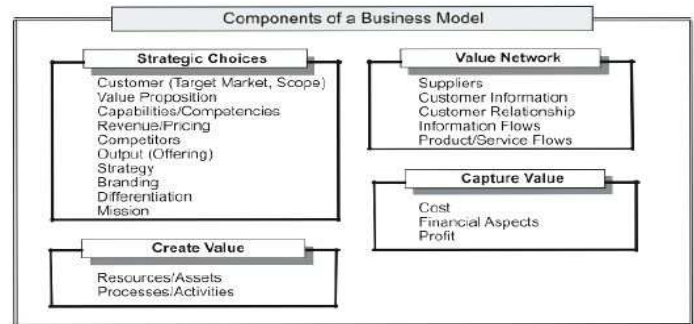 Components of a Business Model
Strategic Choices
Customer (Target Market, Scope)
Value Proposition
Capabilities/Competencies
Revenue/Pricing
Competitors
Output (Offering)
Strategy
Branding
Differentiation
Mission
Value Network
Suppliers
Customer Information
Customer Relationship
Information Flows
Product/Service Flows
Create Value
Resources/Assets
Processes/Activities
Capture Value
Cost
Financial Aspects
Profit